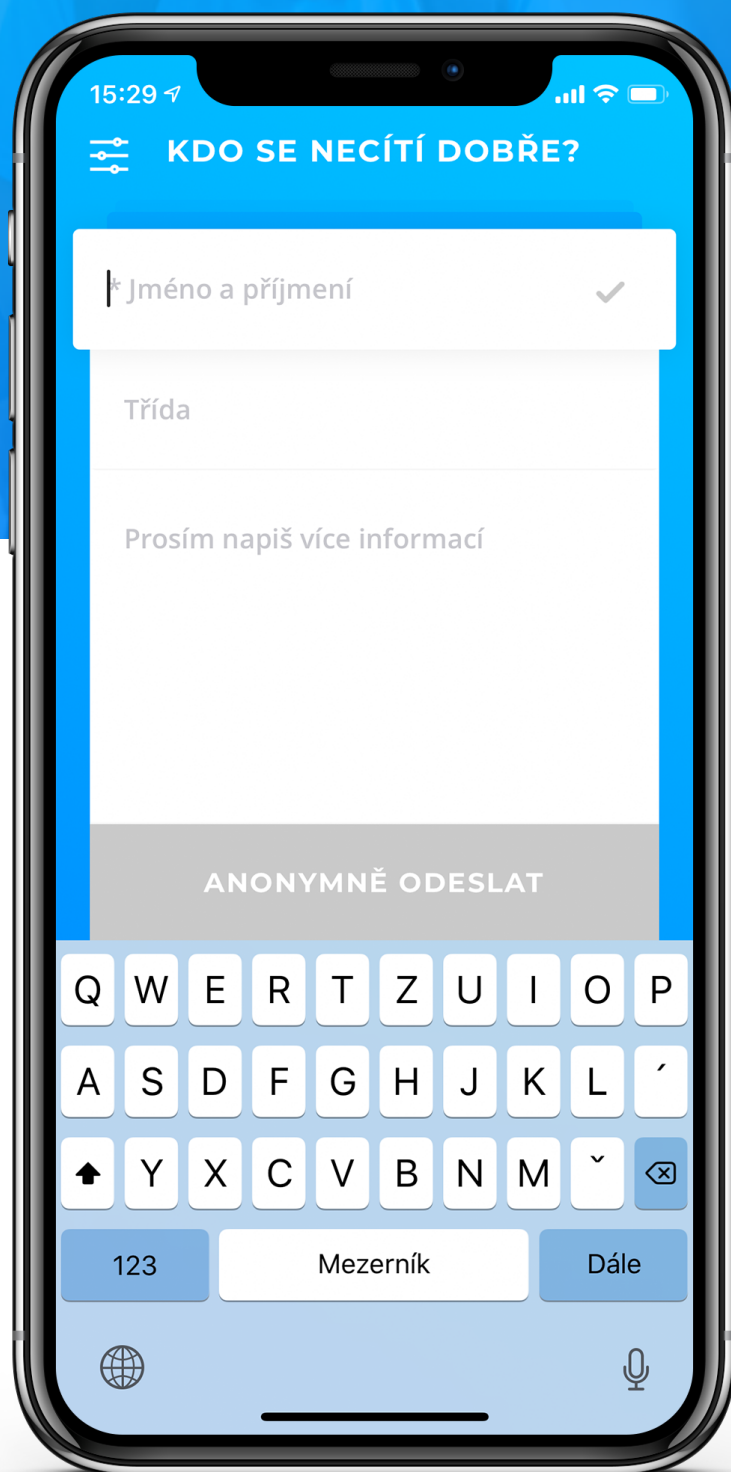 15:29
KDO SE NECÍTÍ DOBŘE?
* Jméno a příjmení
Třída
Prosím napiš více informací
ANONYMNĚ ODESLAT
Q W E R T Z U I O P
A S D F G H J K L ´
Y X C V B N M ˇ
123 Mezerník Dále